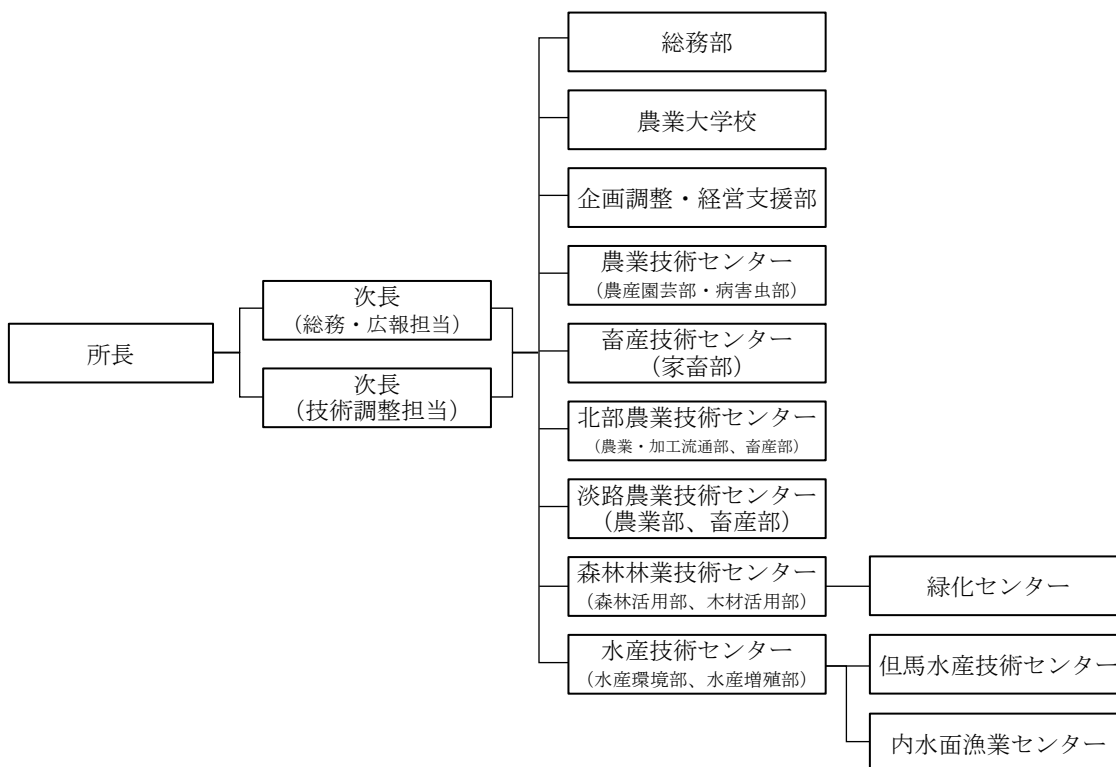 所長
次長
（総務・広報担当）
次長
（技術調整担当）
総務部
農業大学校
企画調整・経営支援部
農業技術センター
（農産園芸部・病害虫部）
畜産技術センター
（家畜部）
北部農業技術センター
（農業・加工流通部、畜産部）
淡路農業技術センター
（農業部、畜産部）
森林林業技術センター
（森林活用部、木材活用部）
緑化センター
水産技術センター
（水産環境部、水産増殖部）
但馬水産技術センター
内水面漁業センター